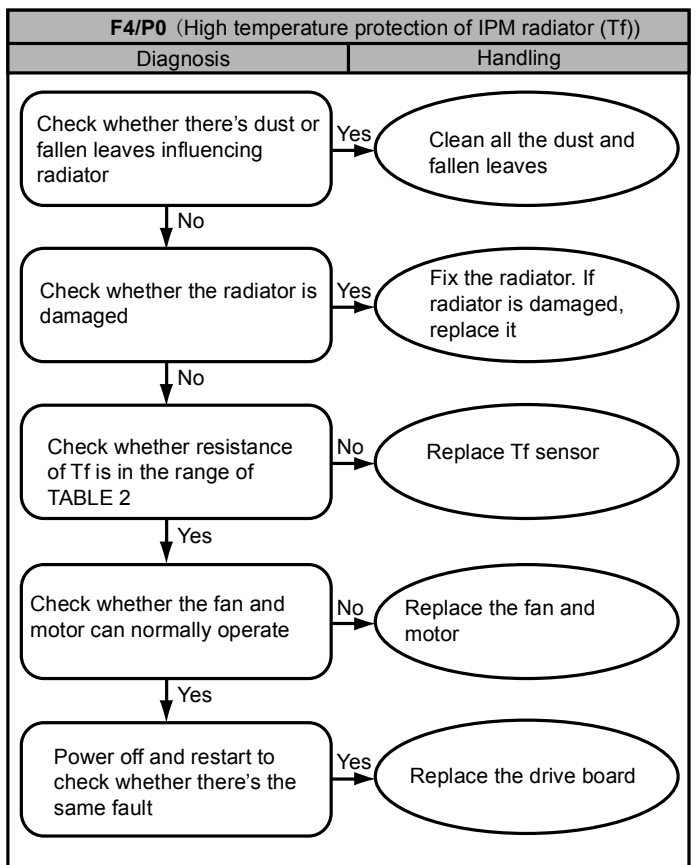 F4/P0（High temperature protection of IPM radiator (Tf))
Diagnosis
Handling
Check whether there's dust or
fallen leaves influencing
radiator
Yes
Clean all the dust and
fallen leaves
No
Check whether the radiator is
damaged
Yes
Fix the radiator. If
radiator is damaged,
replace it
No
Check whether resistance
of Tf is in the range of
TABLE 2
No
Replace Tf sensor
Yes
Check whether the fan and
motor can normally operate
No
Replace the fan and
motor
Yes
Power off and restart to
check whether there's the
same fault
Yes
Replace the drive board